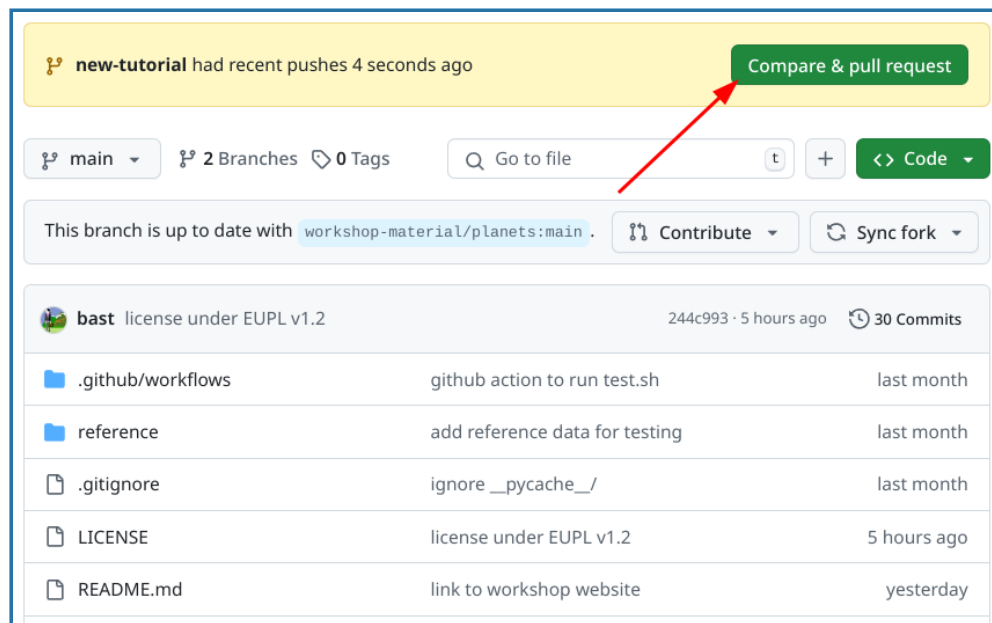 new-tutorial had recent pushes 4 seconds ago Compare & pull request
main 2 Branches 0 Tags Go to file t + <> Code
This branch is up to date with workshop-material/planets:main . Contribute Sync fork
bast license under EUPL v1.2 244c993 · 5 hours ago 30 Commits
.github/workflows github action to run test.sh last month
reference add reference data for testing last month
.gitignore ignore __pycache__/ last month
LICENSE license under EUPL v1.2 5 hours ago
README.md link to workshop website yesterday